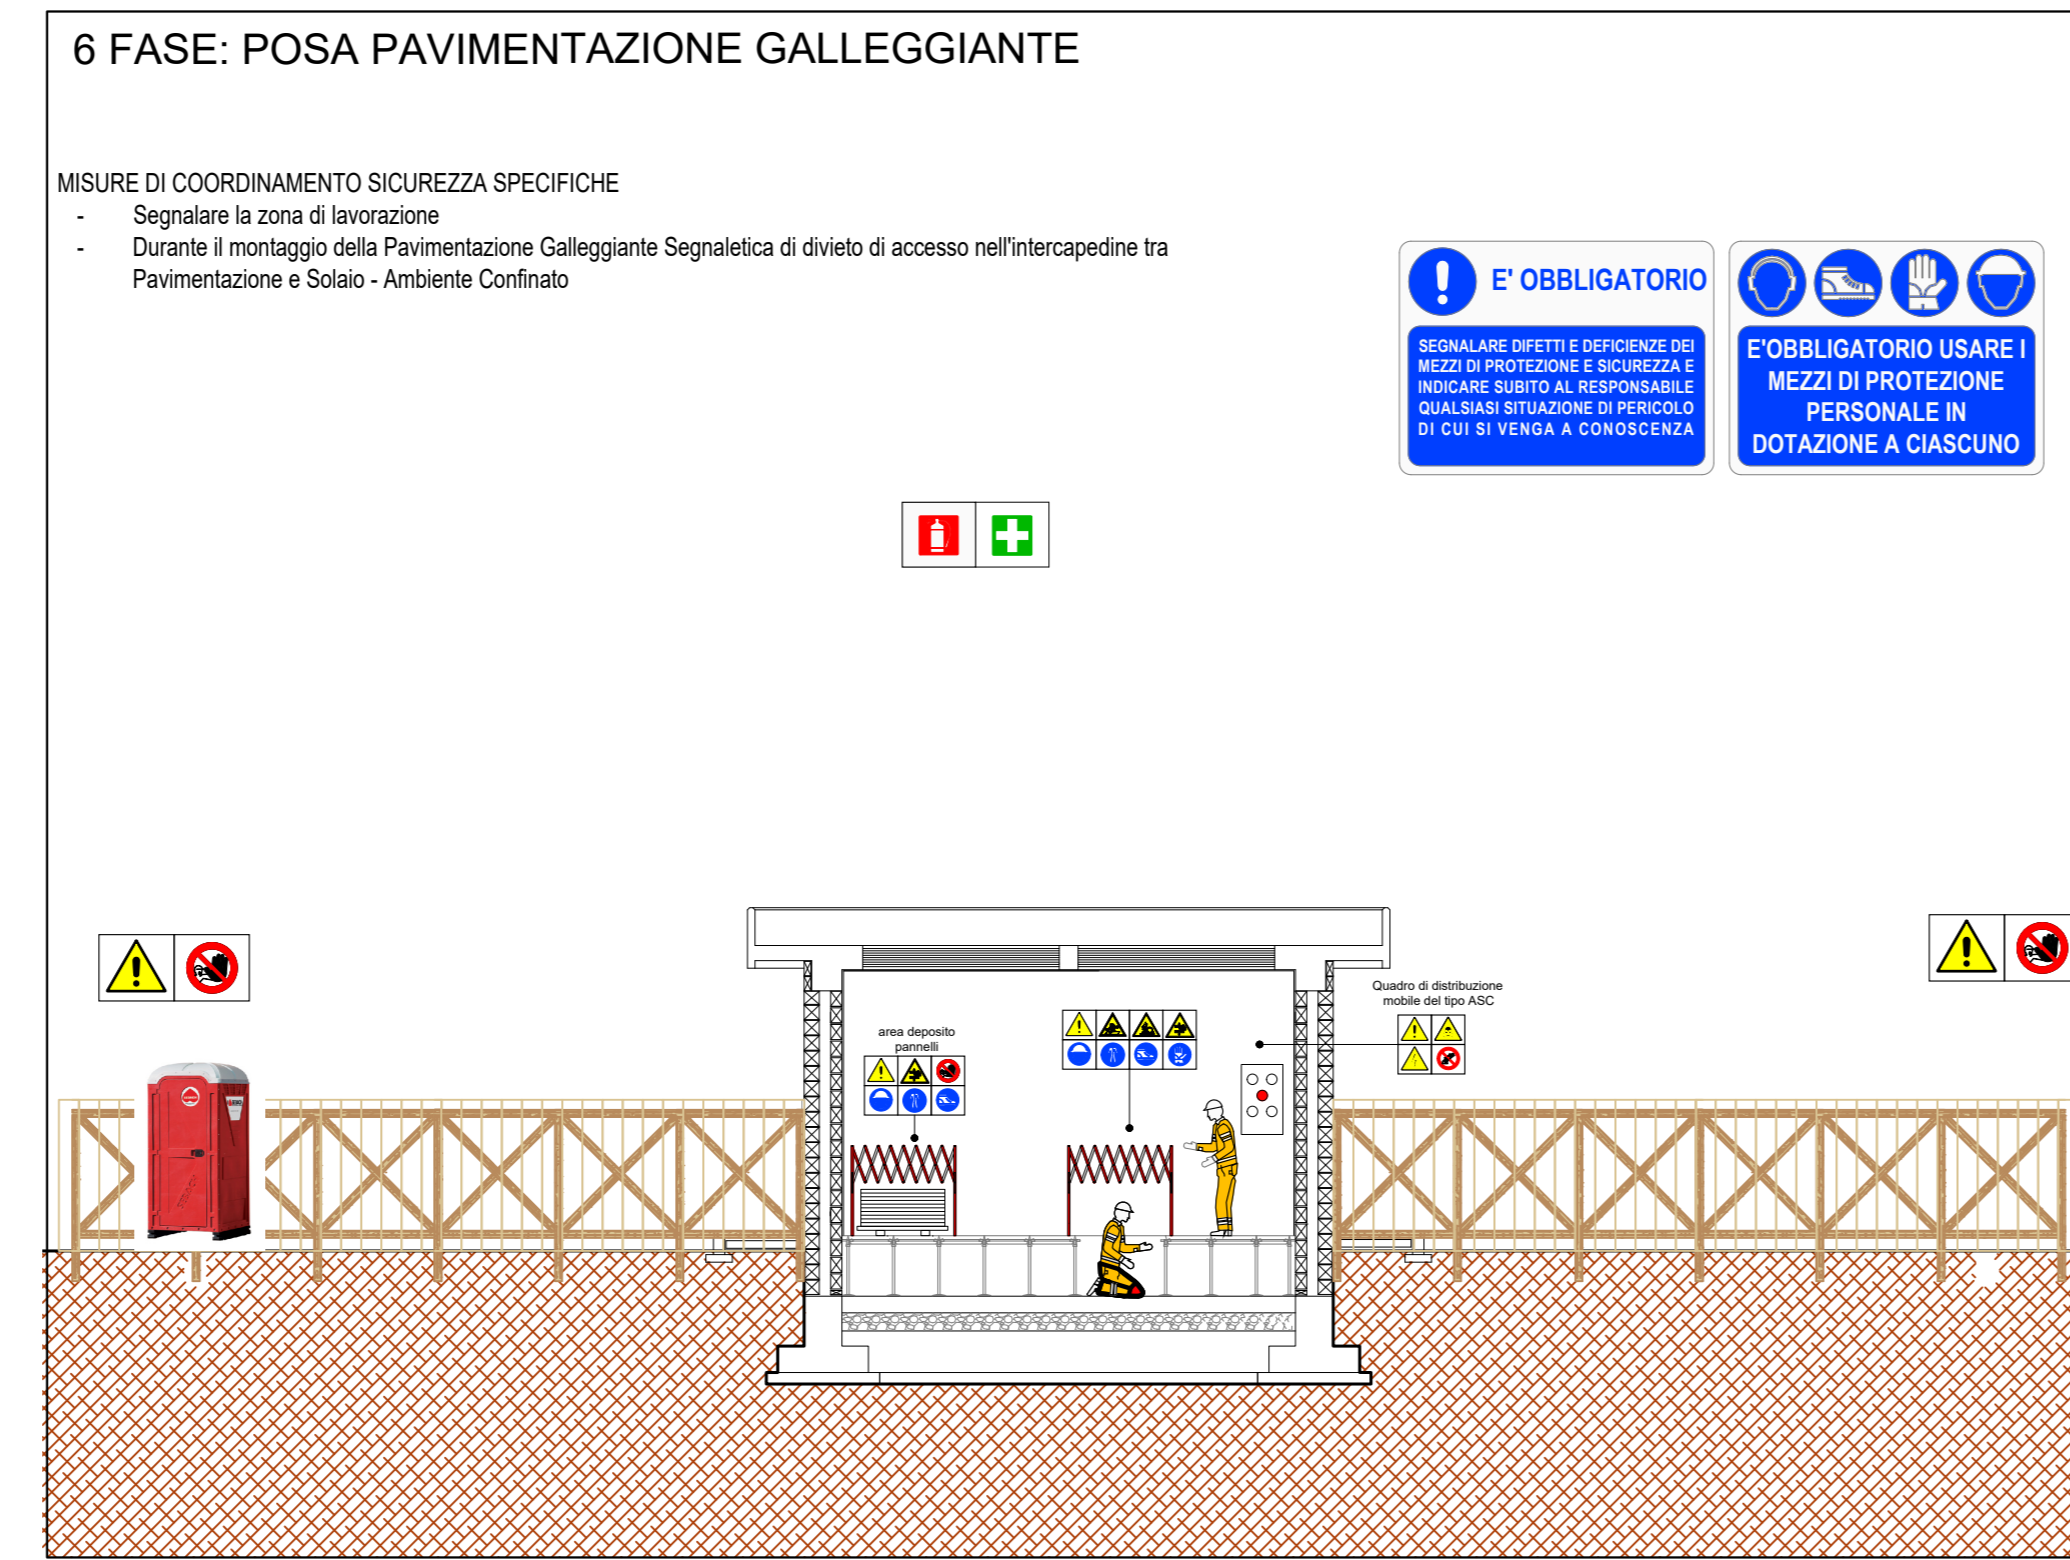 6 FASE: POSA PAVIMENTAZIONE GALLEGGIANTE
MISURE DI COORDINAMENTO SICUREZZA SPECIFICHE
- Segnalare la zona di lavorazione
- Durante il montaggio della Pavimentazione Galleggiante Segnaletica di divieto di accesso nell'intercapedine tra
Pavimentazione e Solaio - Ambiente Confinato
E' OBBLIGATORIO
SEGNALARE DIFETTI E DEFICIENZE DEI
MEZZI DI PROTEZIONE E SICUREZZA E
INDICARE SUBITO AL RESPONSABILE
QUALSIASI SITUAZIONE DI PERICOLO
DI CUI SI VENGA A CONOSCENZA
E'OBBLIGATORIO USARE I
MEZZI DI PROTEZIONE
PERSONALE IN
DOTAZIONE A CIASCUNO
Quadro di distribuzione
mobile del tipo ASC
area deposito
pannelli